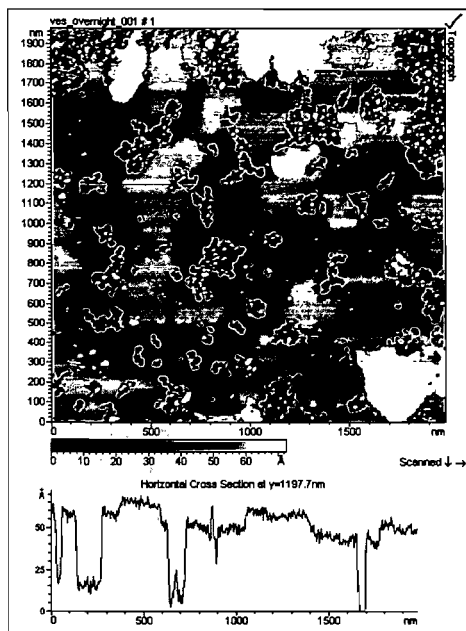 ves_overnight_001 # 1
Topograph
nm
1900
1800
1700
1600
1500
1400
1300
1200
1100
1000
900
800
700
600
500
400
300
200
100
0
0 500 1000 1500 nm
0 10 20 30 40 50 60 Å
Scanned ↓ →
Horizontal Cross Section at y=1197.7nm
Å
50
25
0
0 500 1000 1500 nm